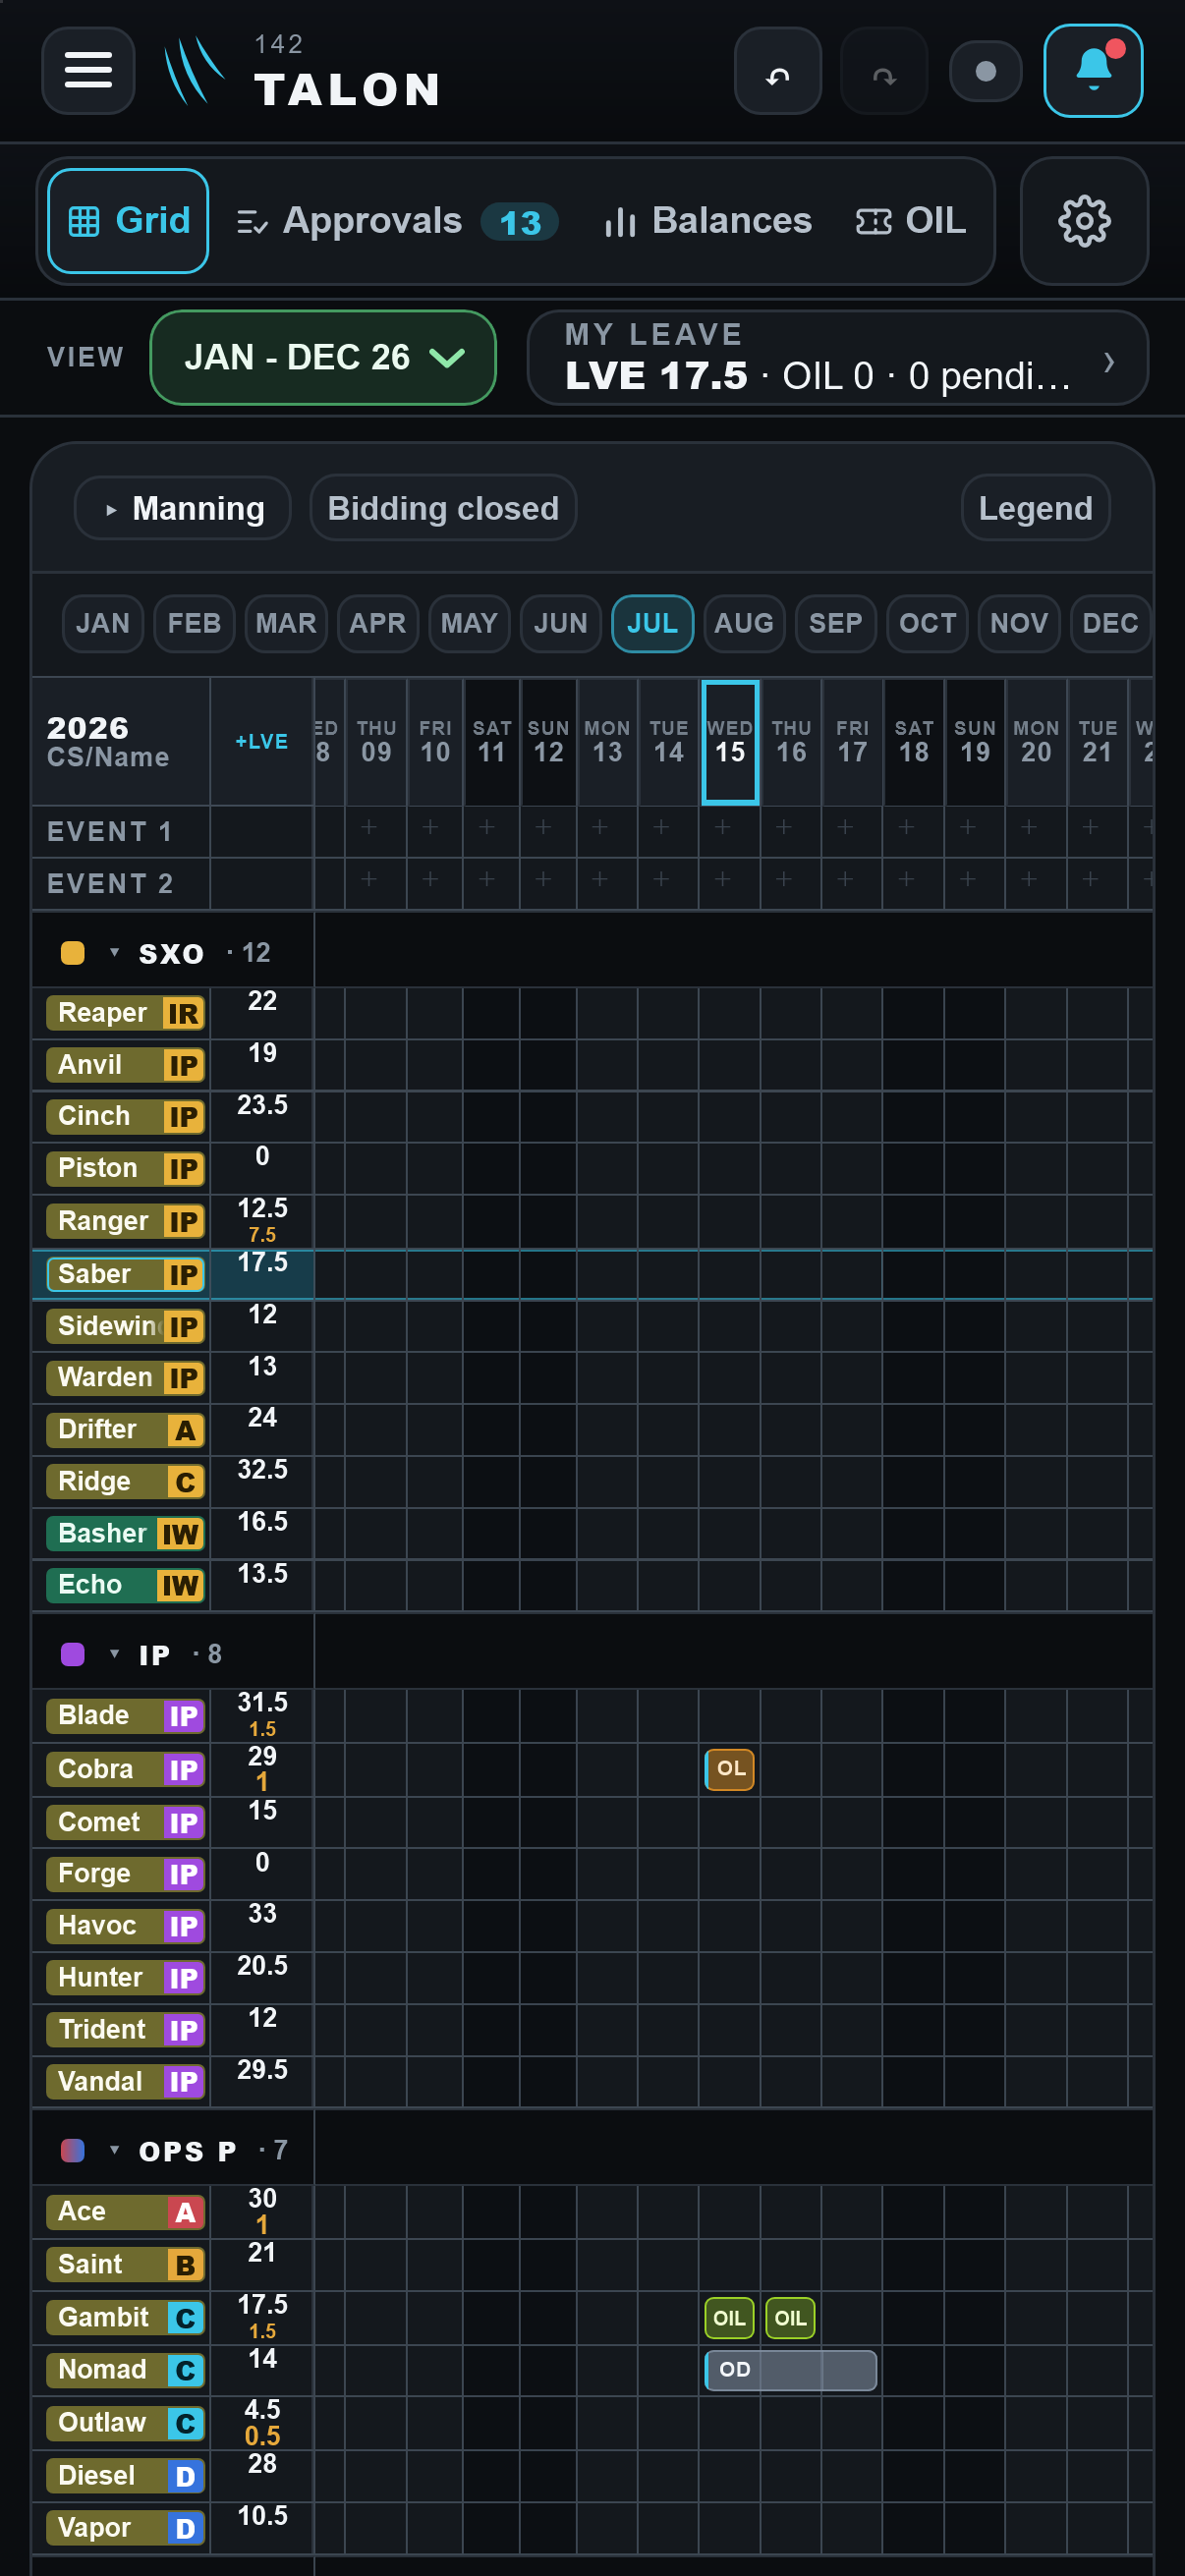 142
TALON
Grid
Approvals 13
Balances
OIL
VIEW
JAN - DEC 26
MY LEAVE
LVE 17.5 · OIL 0 · 0 pendi…
Manning
Bidding closed
Legend
JAN FEB MAR APR MAY JUN JUL AUG SEP OCT NOV DEC
2026
CS/Name
+LVE
ED 8 THU 09 FRI 10 SAT 11 SUN 12 MON 13 TUE 14 WED 15 THU 16 FRI 17 SAT 18 SUN 19 MON 20 TUE 21 W 2
EVENT 1 + + + + + + + + + + + + + +
EVENT 2 + + + + + + + + + + + + + +
SXO · 12
Reaper IR 22
Anvil IP 19
Cinch IP 23.5
Piston IP 0
Ranger IP 12.5
7.5
Saber IP 17.5
Sidewin IP 12
Warden IP 13
Drifter A 24
Ridge C 32.5
Basher IW 16.5
Echo IW 13.5
IP · 8
Blade IP 31.5
1.5
Cobra IP 29
1
OL
Comet IP 15
Forge IP 0
Havoc IP 33
Hunter IP 20.5
Trident IP 12
Vandal IP 29.5
OPS P · 7
Ace A 30
1
Saint B 21
Gambit C 17.5
1.5
OIL OIL
Nomad C 14
OD
Outlaw C 4.5
0.5
Diesel D 28
Vapor D 10.5